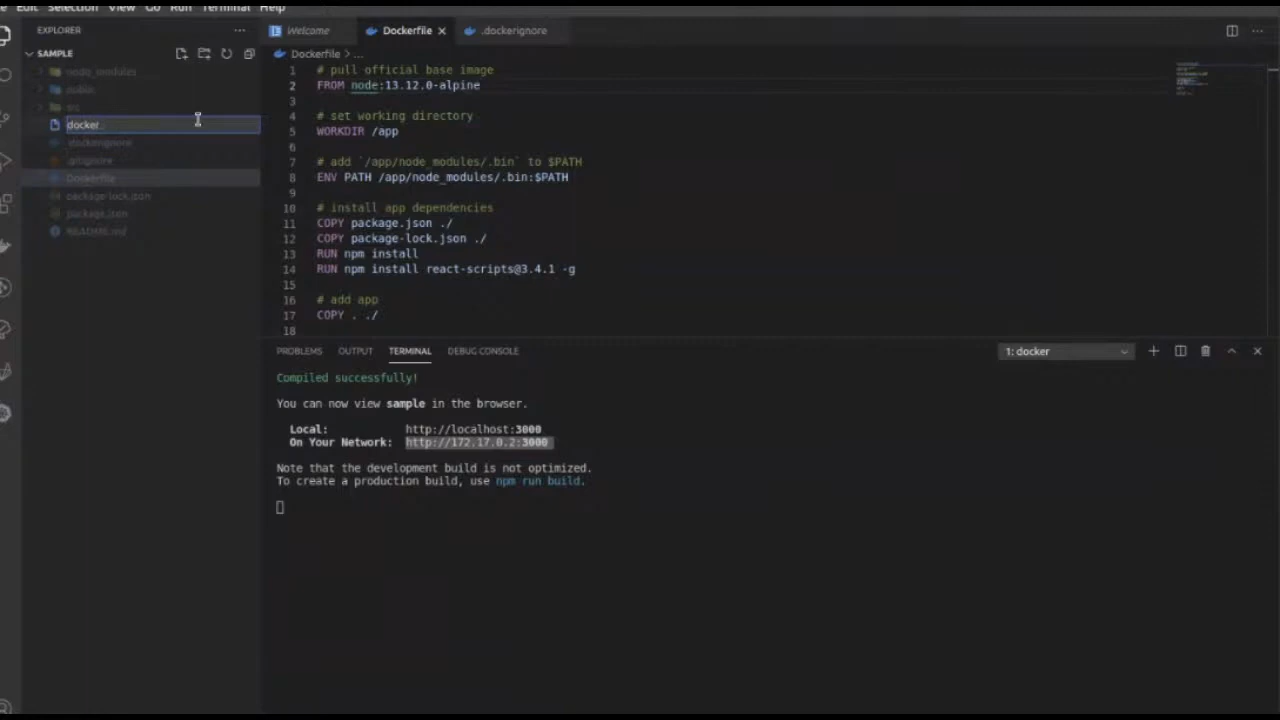 Edit Selection View Go Run Terminal Help
EXPLORER ...
Welcome Dockerfile .dockerignore
SAMPLE
Dockerfile > ...
node_modules
public
src
docker
.dockerignore
.gitignore
Dockerfile
package-lock.json
package.json
README.md
1 # pull official base image
2 FROM node:13.12.0-alpine
3
4 # set working directory
5 WORKDIR /app
6
7 # add `/app/node_modules/.bin` to $PATH
8 ENV PATH /app/node_modules/.bin:$PATH
9
10 # install app dependencies
11 COPY package.json ./
12 COPY package-lock.json ./
13 RUN npm install
14 RUN npm install react-scripts@3.4.1 -g
15
16 # add app
17 COPY . ./
18
PROBLEMS OUTPUT TERMINAL DEBUG CONSOLE 1: docker
Compiled successfully!
You can now view sample in the browser.
Local: http://localhost:3000
On Your Network: http://172.17.0.2:3000
Note that the development build is not optimized.
To create a production build, use npm run build.